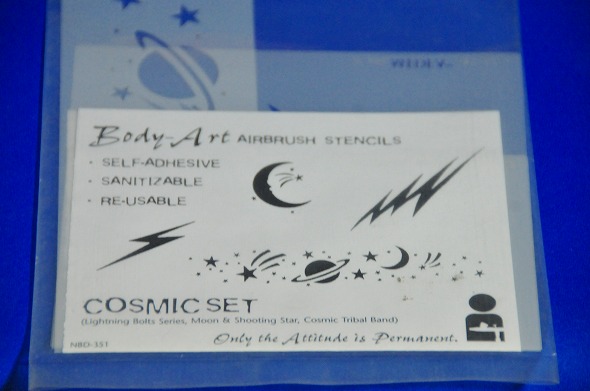 Body-Art AIRBRUSH STENCILS
· SELF-ADHESIVE
· SANITIZABLE
· RE-USABLE
COSMIC SET
(Lightning Bolts Series, Moon & Shooting Star, Cosmic Tribal Band)
Only the Attitude is Permanent.
NBD-351